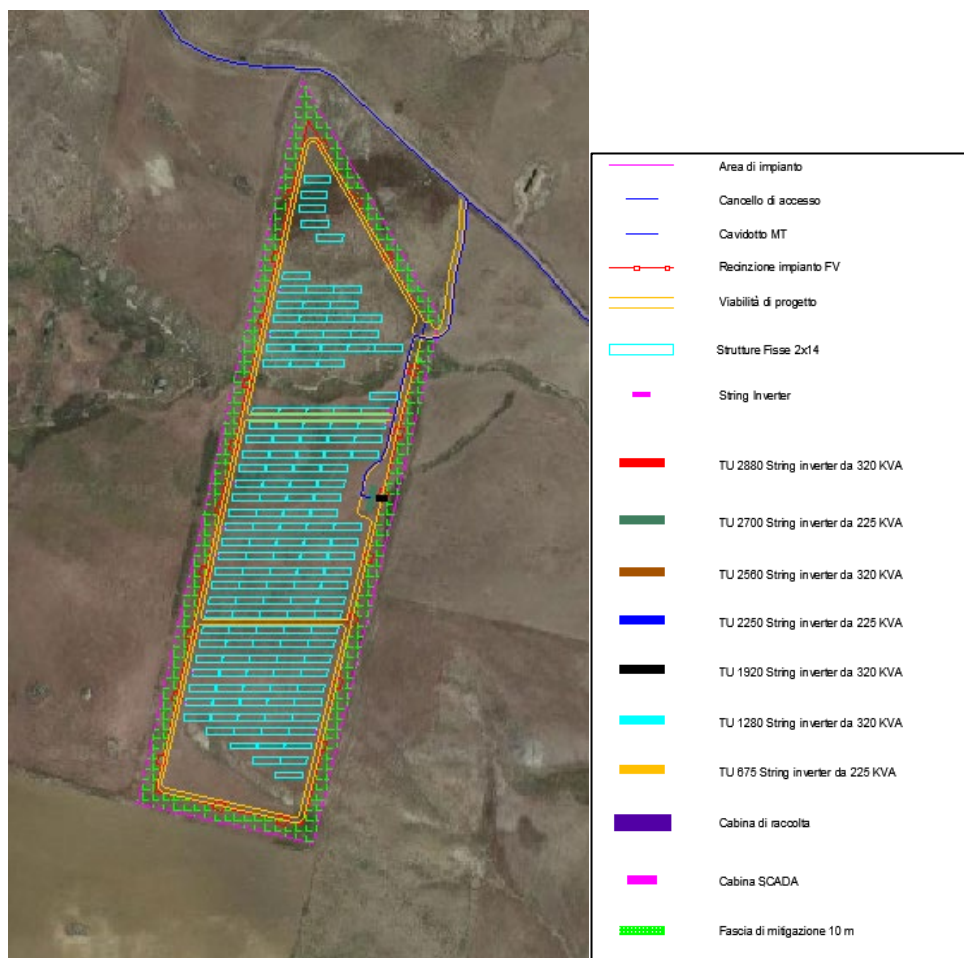 Area di impianto
Cancello di accesso
Cavidotto MT
Recinzione impianto FV
Viabilità di progetto
Strutture Fisse 2x14
String Inverter
TU 2880 String inverter da 320 KVA
TU 2700 String inverter da 225 KVA
TU 2560 String inverter da 320 KVA
TU 2250 String inverter da 225 KVA
TU 1920 String inverter da 320 KVA
TU 1280 String inverter da 320 KVA
TU 675 String inverter da 225 KVA
Cabina di raccolta
Cabina SCADA
Fascia di mitigazione 10 m